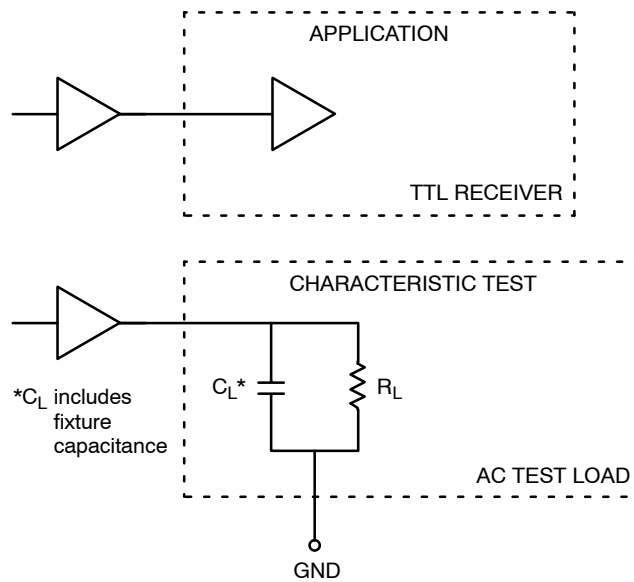 APPLICATION
TTL RECEIVER
CHARACTERISTIC TEST
*CL includes
fixture
capacitance
CL*
RL
AC TEST LOAD
GND